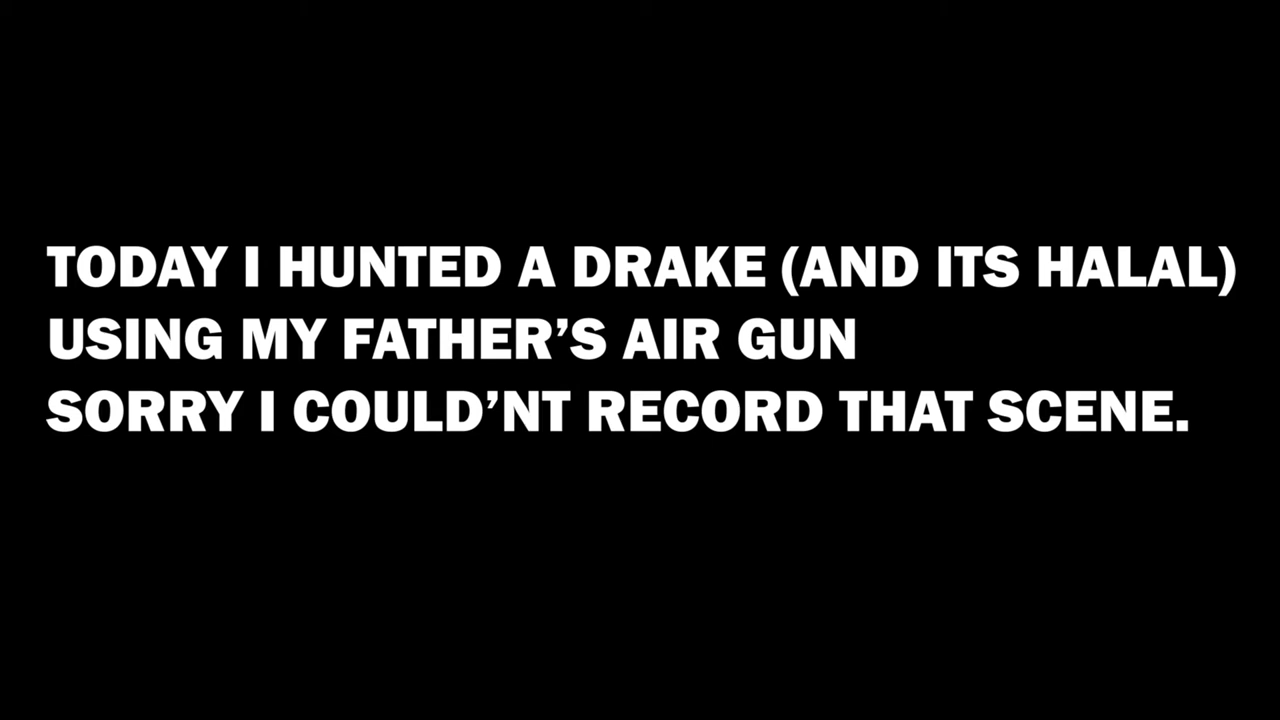 TODAY I HUNTED A DRAKE (AND ITS HALAL)
USING MY FATHER’S AIR GUN
SORRY I COULD’NT RECORD THAT SCENE.